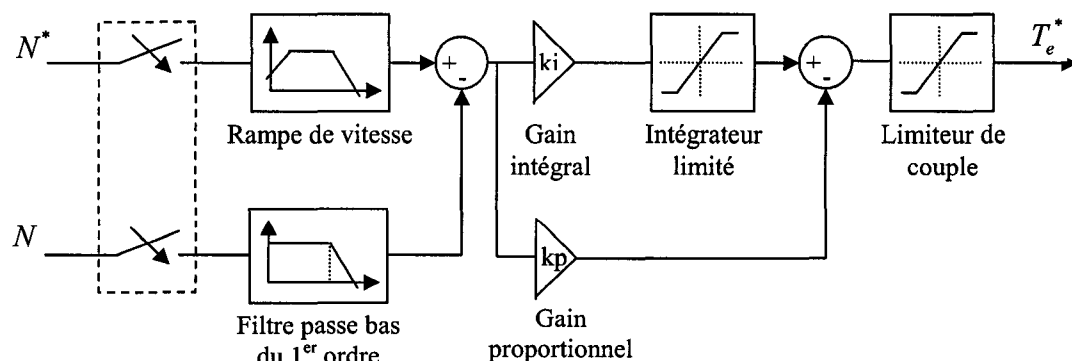 N*
Rampe de vitesse
N
Filtre passe bas
du 1er ordre
+
-
ki
Gain
intégral
kp
Gain
proportionnel
Intégrateur
limité
+
-
Limiteur de
couple
Te*